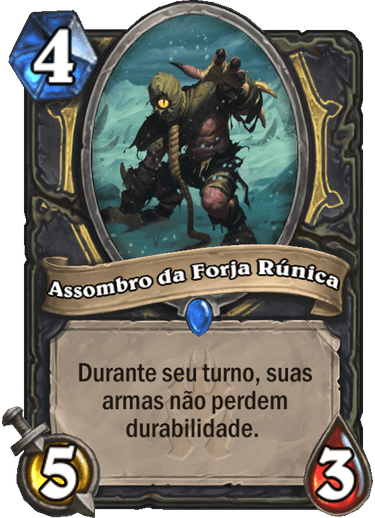 4
Assombro da Forja Rúnica
Durante seu turno, suas
armas não perdem
durabilidade.
5
3